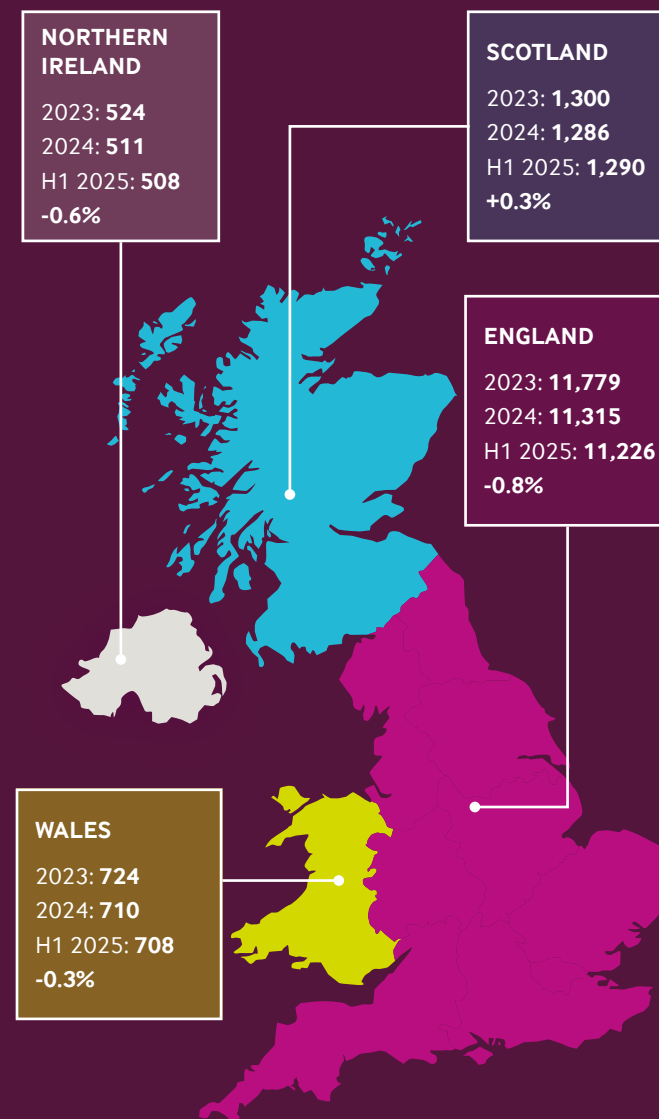 NORTHERN
IRELAND
2023: 524
2024: 511
H1 2025: 508
-0.6%
SCOTLAND
2023: 1,300
2024: 1,286
H1 2025: 1,290
+0.3%
ENGLAND
2023: 11,779
2024: 11,315
H1 2025: 11,226
-0.8%
WALES
2023: 724
2024: 710
H1 2025: 708
-0.3%